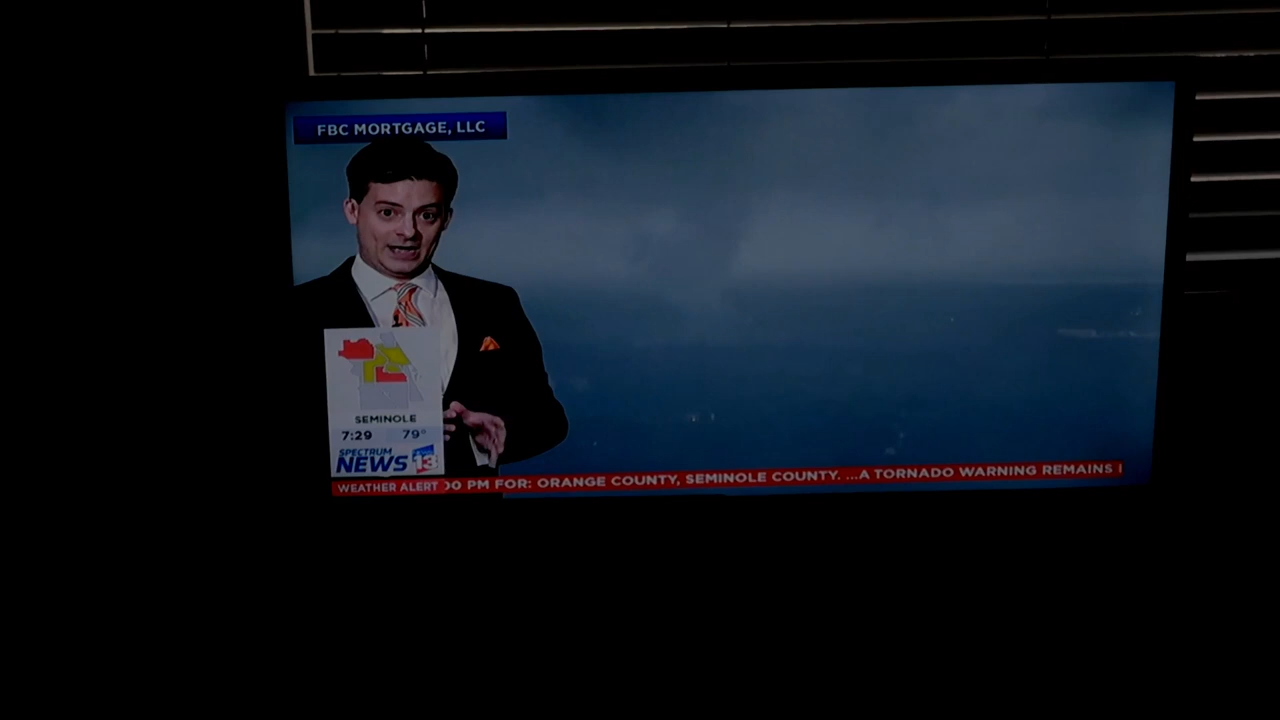 FBC MORTGAGE, LLC
SEMINOLE
7:29 79°
SPECTRUM
NEWS 13
WEATHER ALERT 00 PM FOR: ORANGE COUNTY, SEMINOLE COUNTY. ...A TORNADO WARNING REMAINS